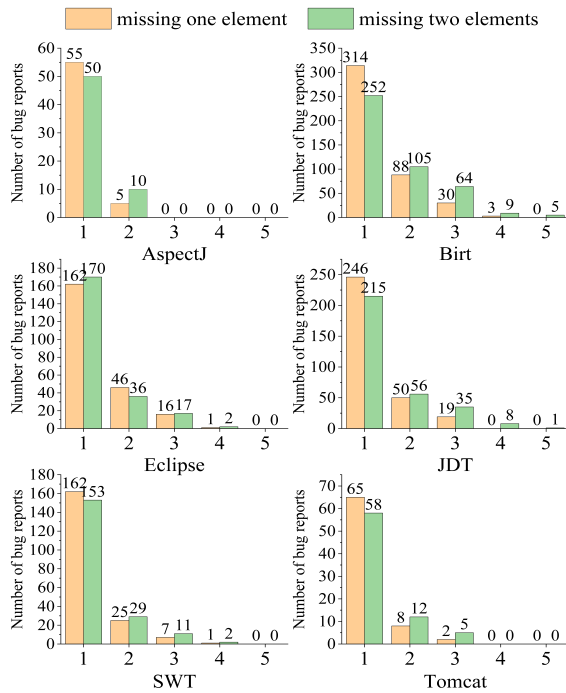 missing one element missing two elements
Number of bug reports
60
50
40
30
20
10
0
55 50 5 10 0 0 0 0 0 0
1 2 3 4 5
AspectJ
Number of bug reports
350
300
250
200
150
100
50
0
314 252 88 105 30 64 3 9 0 5
1 2 3 4 5
Birt
Number of bug reports
180
160
140
120
100
80
60
40
20
0
162 170 46 36 16 17 1 2 0 0
1 2 3 4 5
Eclipse
Number of bug reports
250
200
150
100
50
0
246 215 50 56 19 35 0 8 0 1
1 2 3 4 5
JDT
Number of bug reports
180
160
140
120
100
80
60
40
20
0
162 153 25 29 7 11 1 2 0 0
1 2 3 4 5
SWT
Number of bug reports
70
60
50
40
30
20
10
0
65 58 8 12 2 5 0 0 0 0
1 2 3 4 5
Tomcat